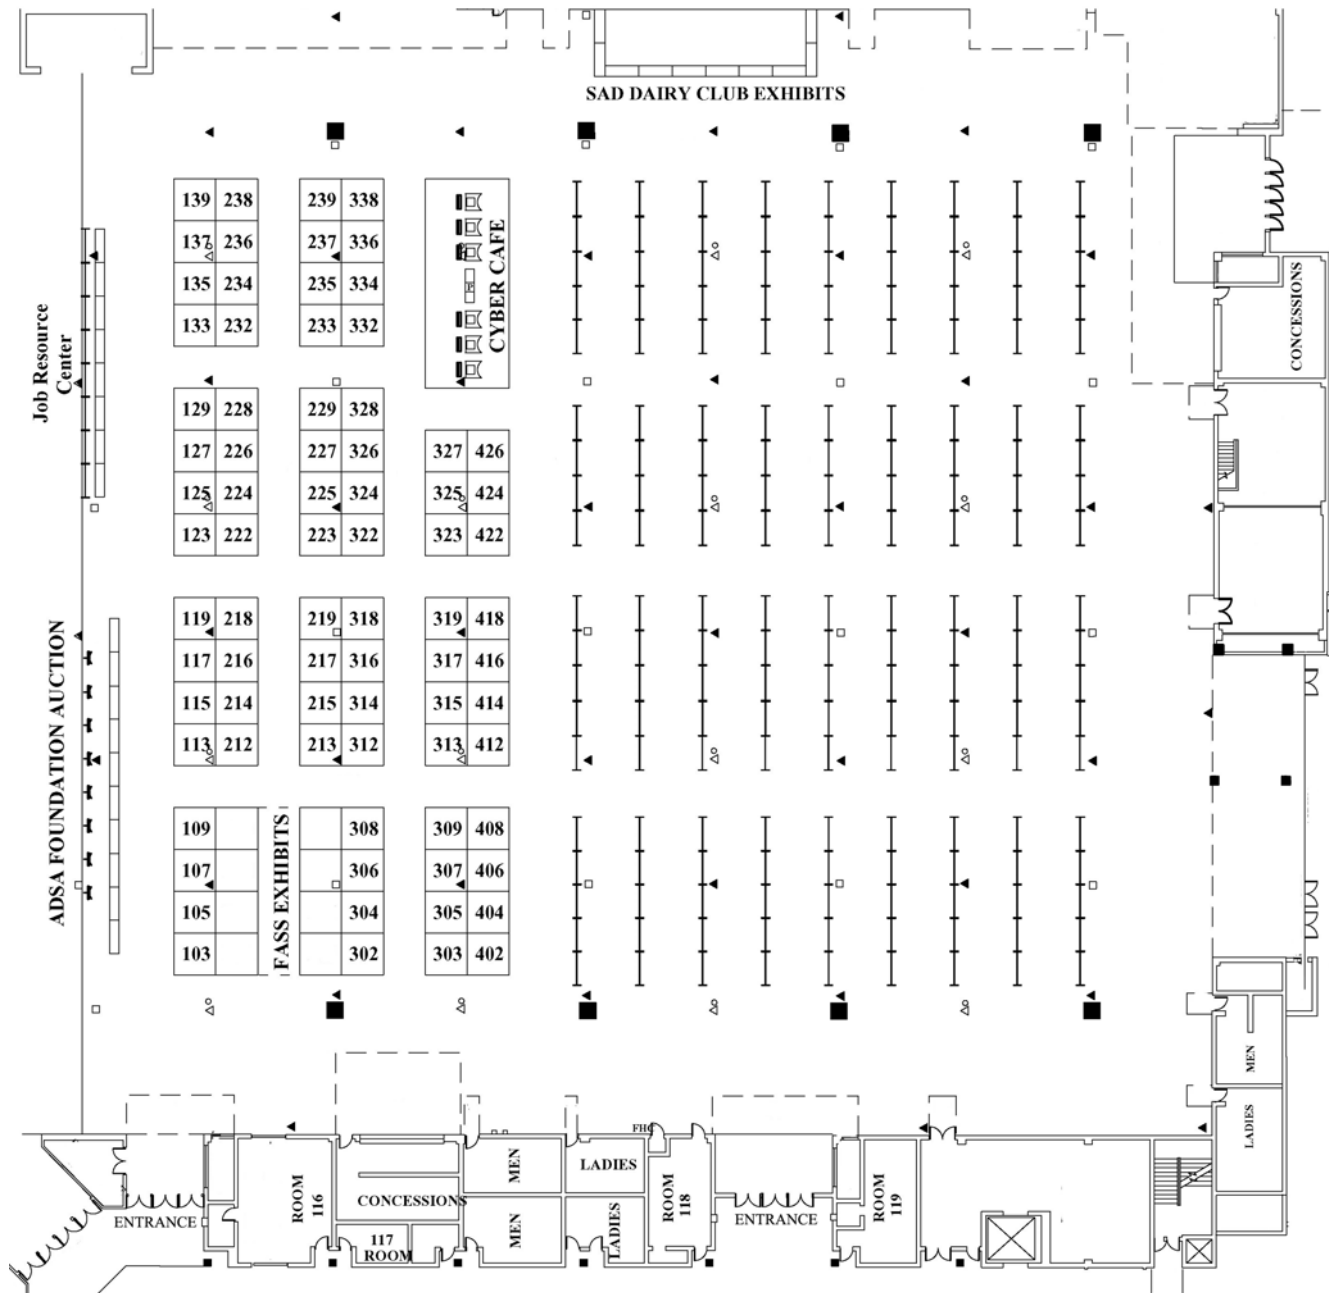 SAD DAIRY CLUB EXHIBITS
139 238
239 338
137 236
237 336
135 234
235 334
133 232
233 332
CYBER CAFE
CONCESSIONS
Job Resource
Center
129 228
229 328
127 226
227 326
327 426
125 224
225 324
325 424
123 222
223 322
323 422
119 218
219 318
319 418
117 216
217 316
317 416
115 214
215 314
315 414
113 212
213 312
313 412
ADSA FOUNDATION AUCTION
109
308
309 408
107
306
307 406
105
304
305 404
103
302
303 402
FASS EXHIBITS
MEN
LADIES
FHC
ENTRANCE
ROOM
116
CONCESSIONS
117
ROOM
MEN
MEN
LADIES
LADIES
ROOM
118
ENTRANCE
ROOM
119